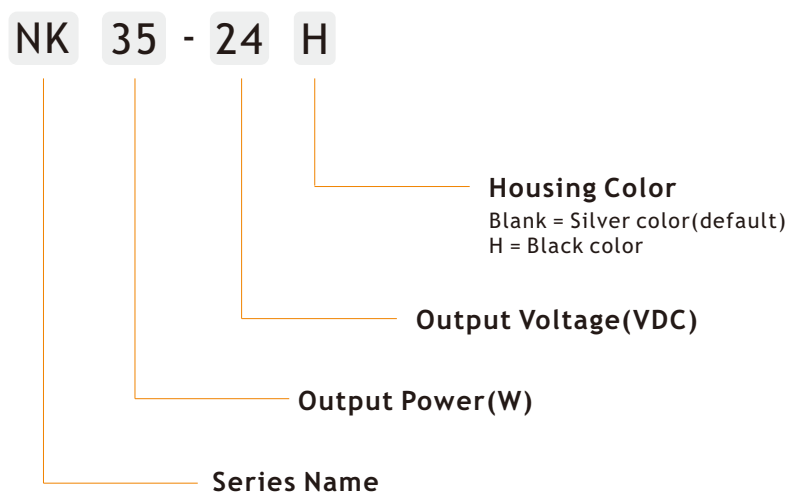 NK 35 - 24 H
Housing Color
Blank = Silver color(default)
H = Black color
Output Voltage(VDC)
Output Power(W)
Series Name